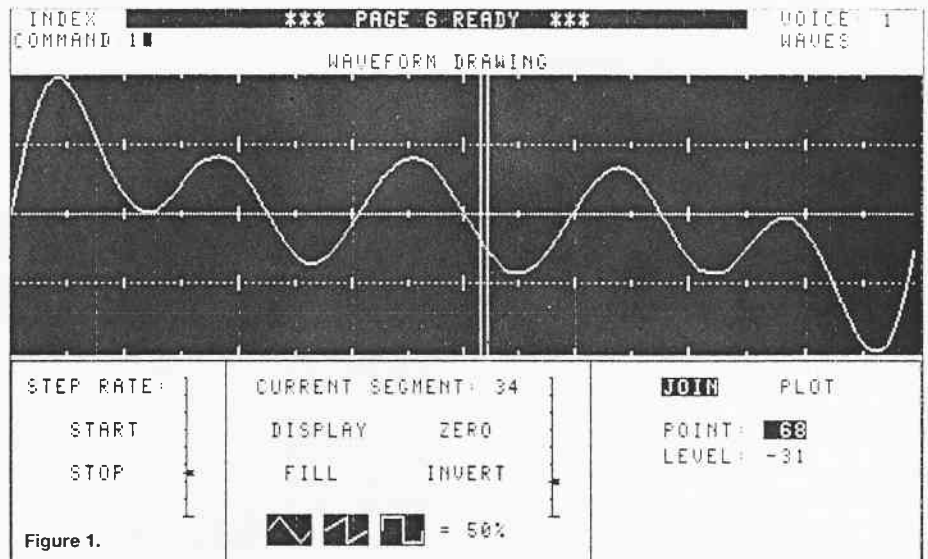 INDEX *** PAGE 6 READY *** VOICE 1
COMMAND 1 WAVES
WAVEFORM DRAWING
STEP RATE:
START
STOP
CURRENT SEGMENT: 34
DISPLAY ZERO
FILL INVERT
= 50%
JOIN PLOT
POINT: 68
LEVEL: -31
Figure 1.